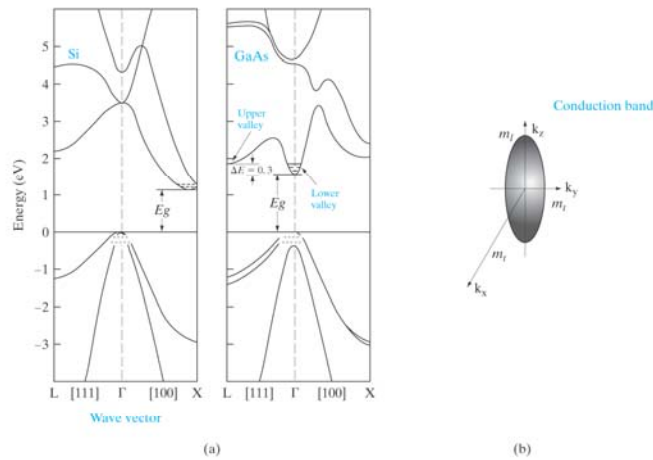 Si
GaAs
Energy (eV)
5
4
3
2
1
0
−1
−2
−3
Eg
Upper
valley
ΔE = 0.3
Lower
valley
Eg
L [111] Γ [100] X
L [111] Γ [100] X
Wave vector
(a)
Conduction band
m_l
k_z
k_y
m_t
m_t
k_x
(b)